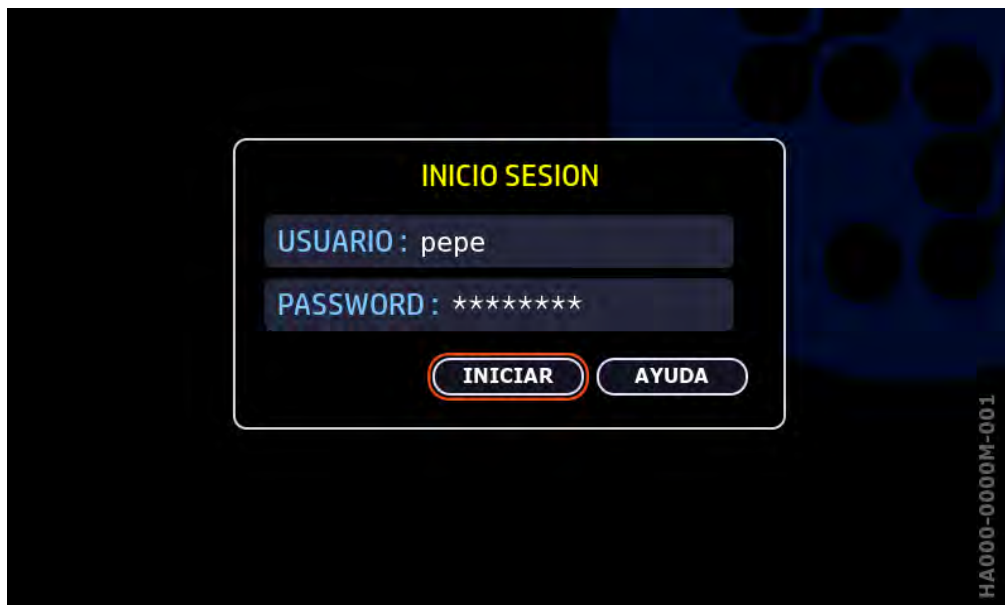 INICIO SESION
USUARIO : pepe
PASSWORD : ********
INICIAR AYUDA
HA000-0000M-001